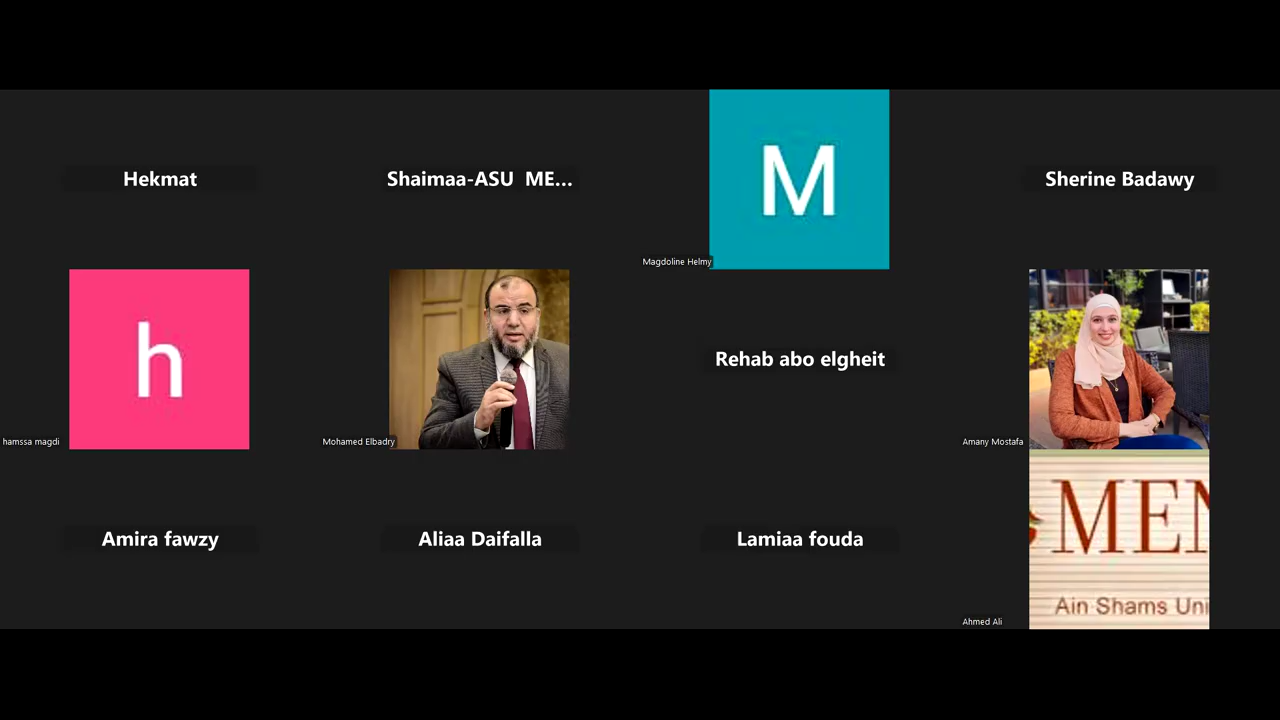 Hekmat
Shaimaa-ASU ME...
M
Magdoline Helmy
Sherine Badawy
h
hamssa magdi
Mohamed Elbadry
Rehab abo elgheit
Amany Mostafa
Amira fawzy
Aliaa Daifalla
Lamiaa fouda
MEN
Ain Shams Uni
Ahmed Ali